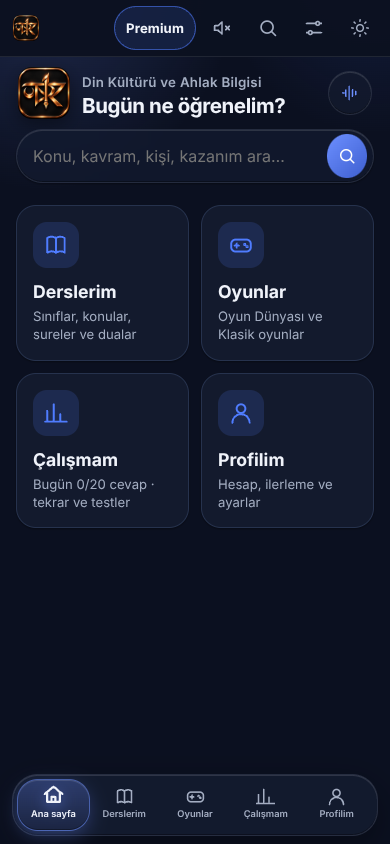 Premium
Din Kültürü ve Ahlak Bilgisi
Bugün ne öğrenelim?
Konu, kavram, kişi, kazanım ara...
Derslerim
Sınıflar, konular,
sureler ve dualar
Oyunlar
Oyun Dünyası ve
Klasik oyunlar
Çalışmam
Bugün 0/20 cevap ·
tekrar ve testler
Profilim
Hesap, ilerleme ve
ayarlar
Ana sayfa
Derslerim
Oyunlar
Çalışmam
Profilim